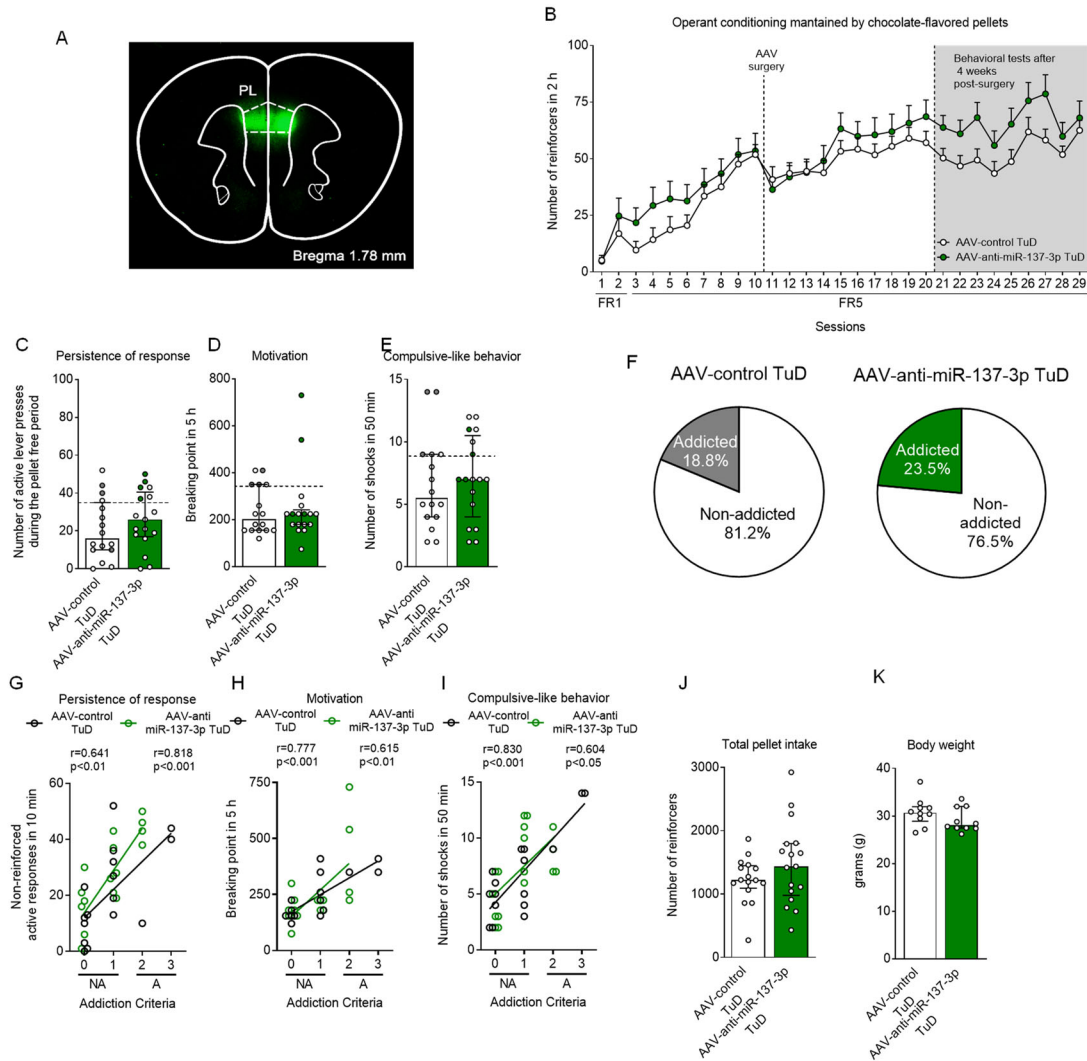 A
PL
Bregma 1.78 mm
B
Operant conditioning mantained by chocolate-flavored pellets
Number of reinforcers in 2 h
100
75
50
25
0
AAV
surgery
Behavioral tests after
4 weeks
post-surgery
AAV-control TuD
AAV-anti-miR-137-3p TuD
1 2 3 4 5 6 7 8 9 10 11 12 13 14 15 16 17 18 19 20 21 22 23 24 25 26 27 28 29
FR1
FR5
Sessions
C
Persistence of response
Number of active lever presses
during the pellet free period
100
80
60
40
20
0
AAV-control
TuD
AAV-anti-miR-137-3p
TuD
D
Motivation
Breaking point in 5 h
800
600
400
200
0
AAV-control
TuD
AAV-anti-miR-137-3p
TuD
E
Compulsive-like behavior
Number of shocks in 50 min
15
10
5
0
AAV-control
TuD
AAV-anti-miR-137-3p
TuD
F
AAV-control TuD
Addicted
18.8%
Non-addicted
81.2%
AAV-anti-miR-137-3p TuD
Addicted
23.5%
Non-
addicted
76.5%
G
Persistence of response
AAV-control
TuD
AAV-anti
miR-137-3p TuD
r=0.641
p<0.01
r=0.818
p<0.001
Non-reinforced
active responses in 10 min
60
40
20
0
0 1 2 3
NA
A
Addiction Criteria
H
Motivation
AAV-control
TuD
AAV-anti
miR-137-3p TuD
r=0.777
p<0.001
r=0.615
p<0.01
Breaking point in 5 h
750
500
250
0
0 1 2 3
NA
A
Addiction Criteria
I
Compulsive-like behavior
AAV-control
TuD
AAV-anti
miR-137-3p TuD
r=0.830
p<0.001
r=0.604
p<0.05
Number of shocks in 50 min
15
10
5
0
0 1 2 3
NA
A
Addiction Criteria
J
Total pellet intake
Number of reinforcers
3000
2000
1000
0
AAV-control
TuD
AAV-anti-miR-137-3p
TuD
K
Body weight
grams (g)
40
30
20
10
0
AAV-control
TuD
AAV-anti-miR-137-3p
TuD